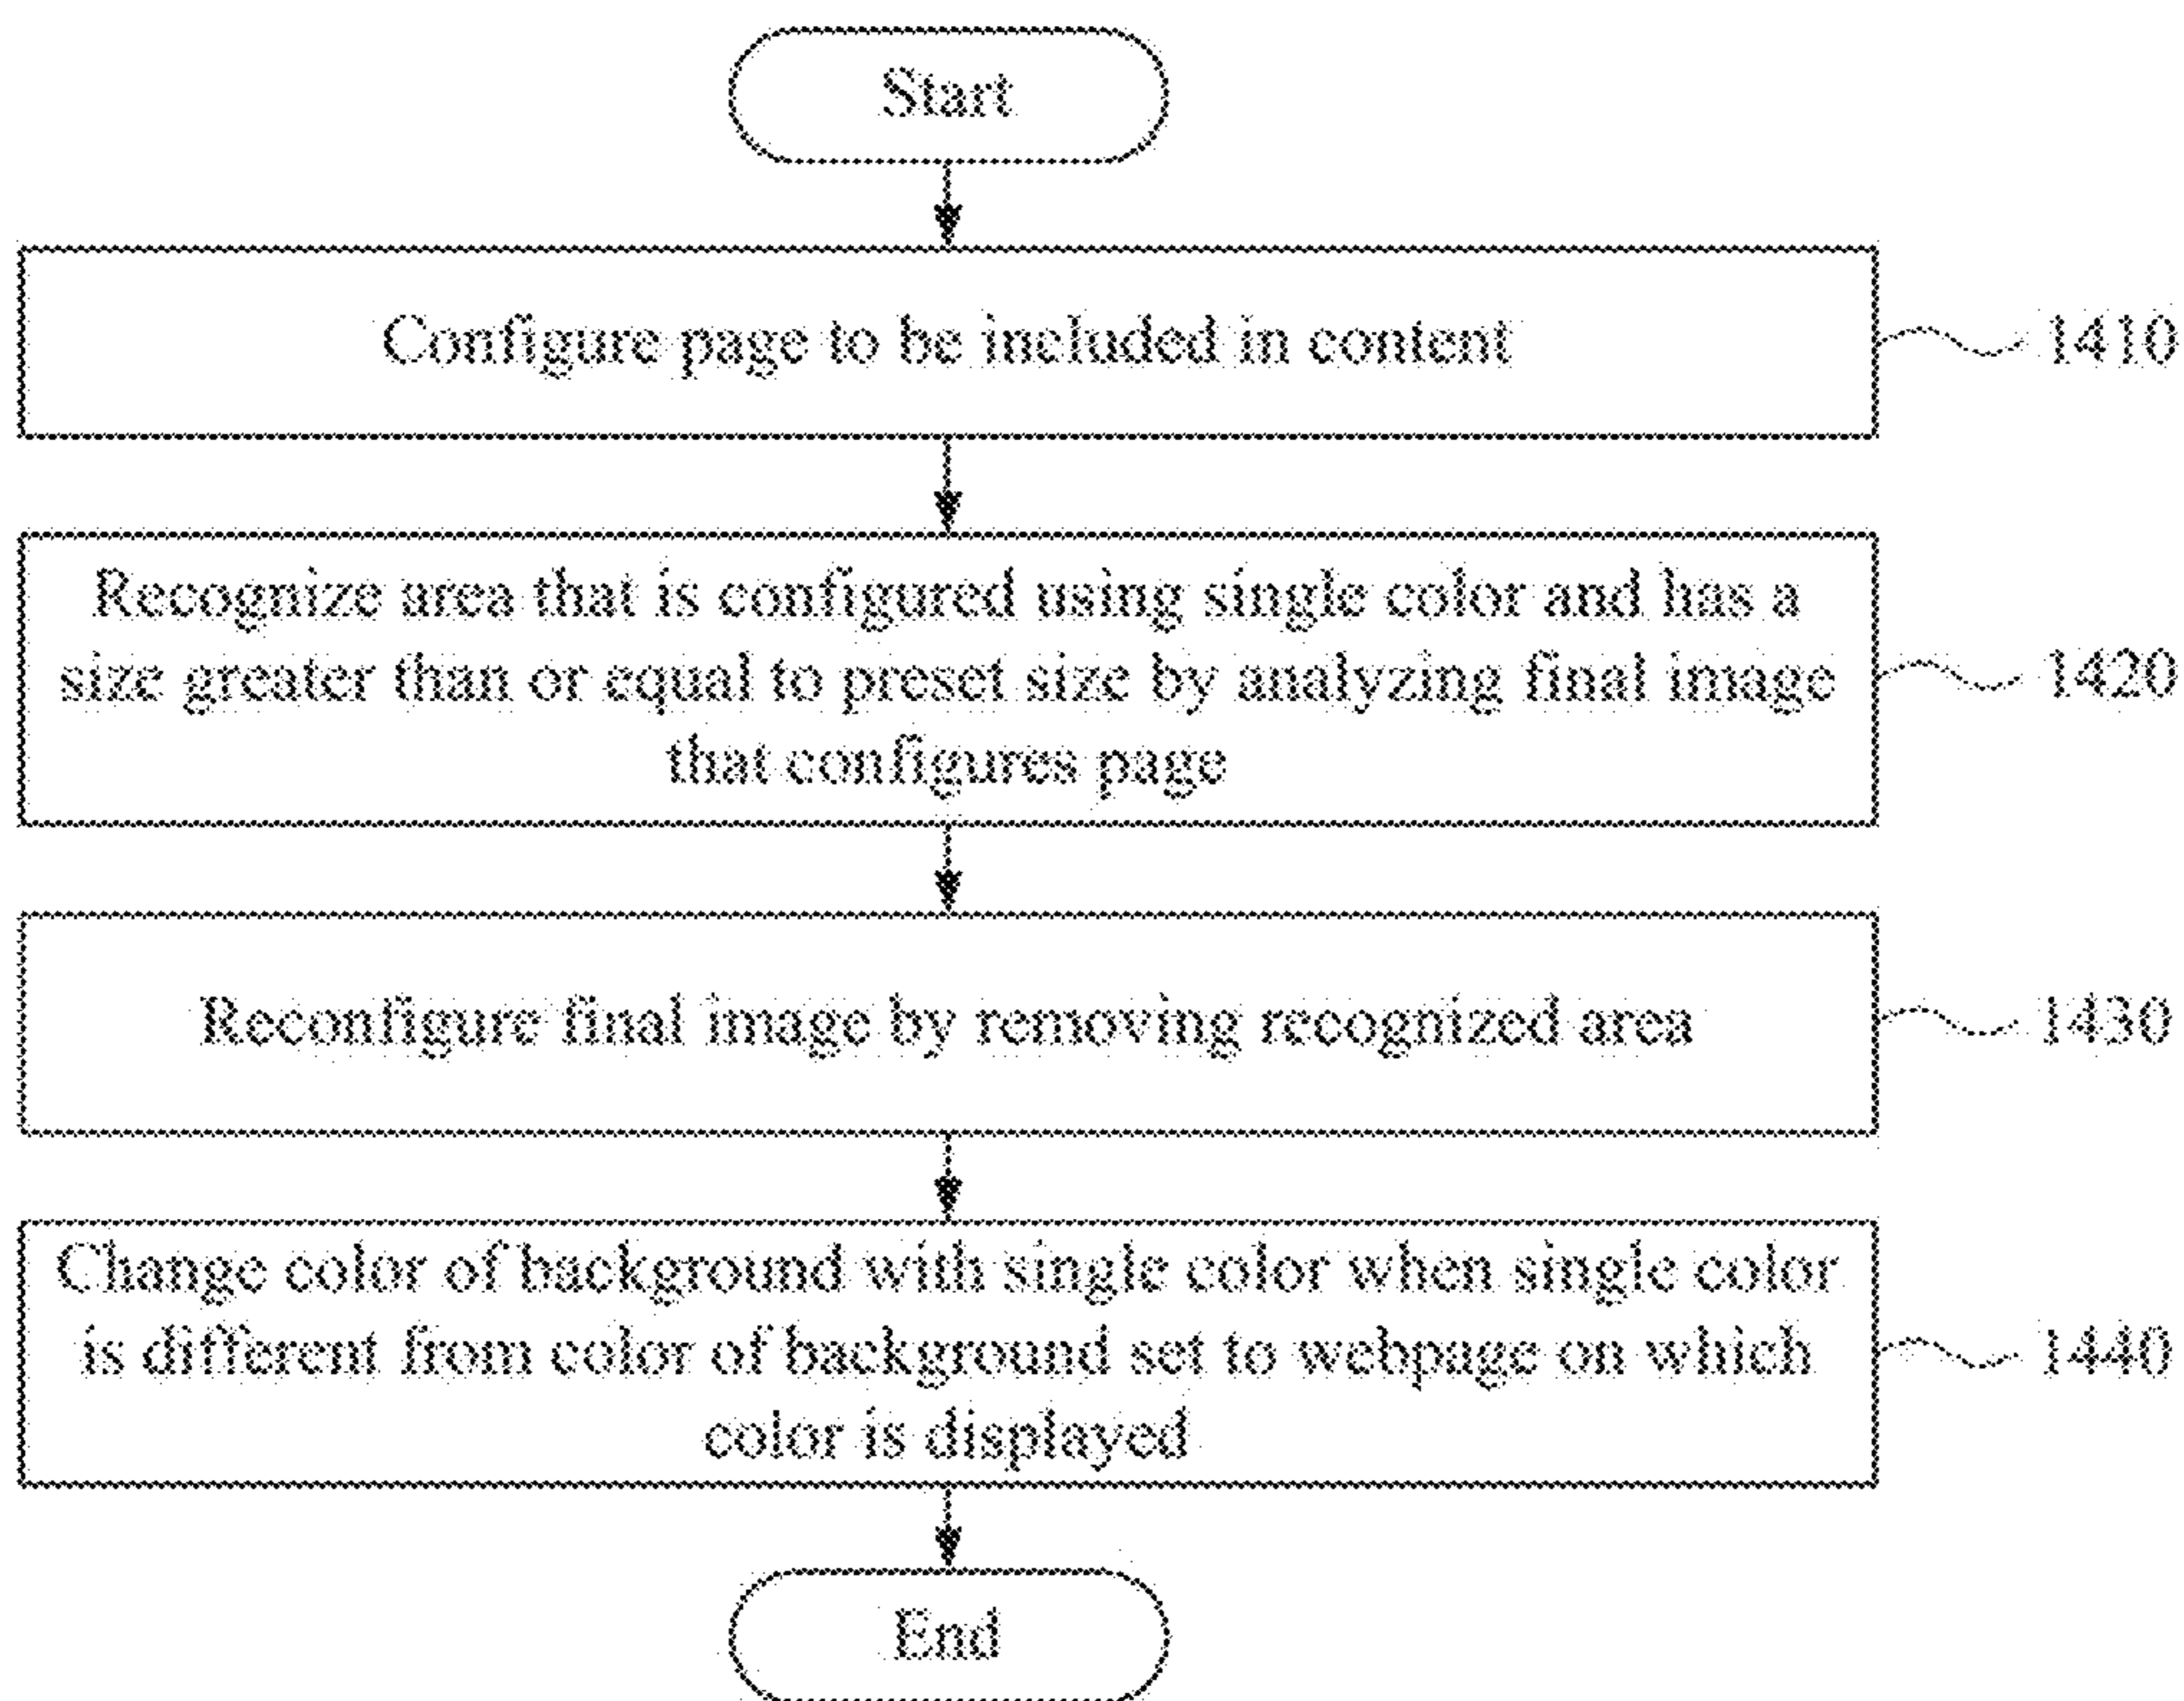 Start
Configure page to be included in content
1410
Recognize area that is configured using single color and has a
size greater than or equal to preset size by analyzing final image
that configures page
1420
Reconfigure final image by removing recognized area
1430
Change color of background with single color when single color
is different from color of background set to webpage on which
color is displayed
1440
End